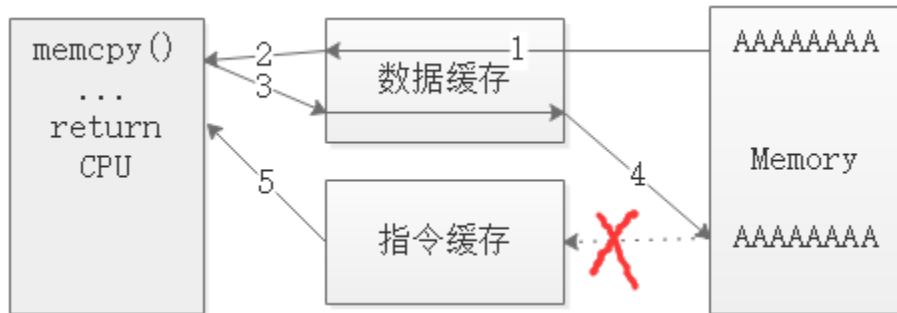 memcpy()
...
return
CPU
2
3
5
1
数据缓存
指令缓存
4
AAAAAAAA
Memory
AAAAAAAA